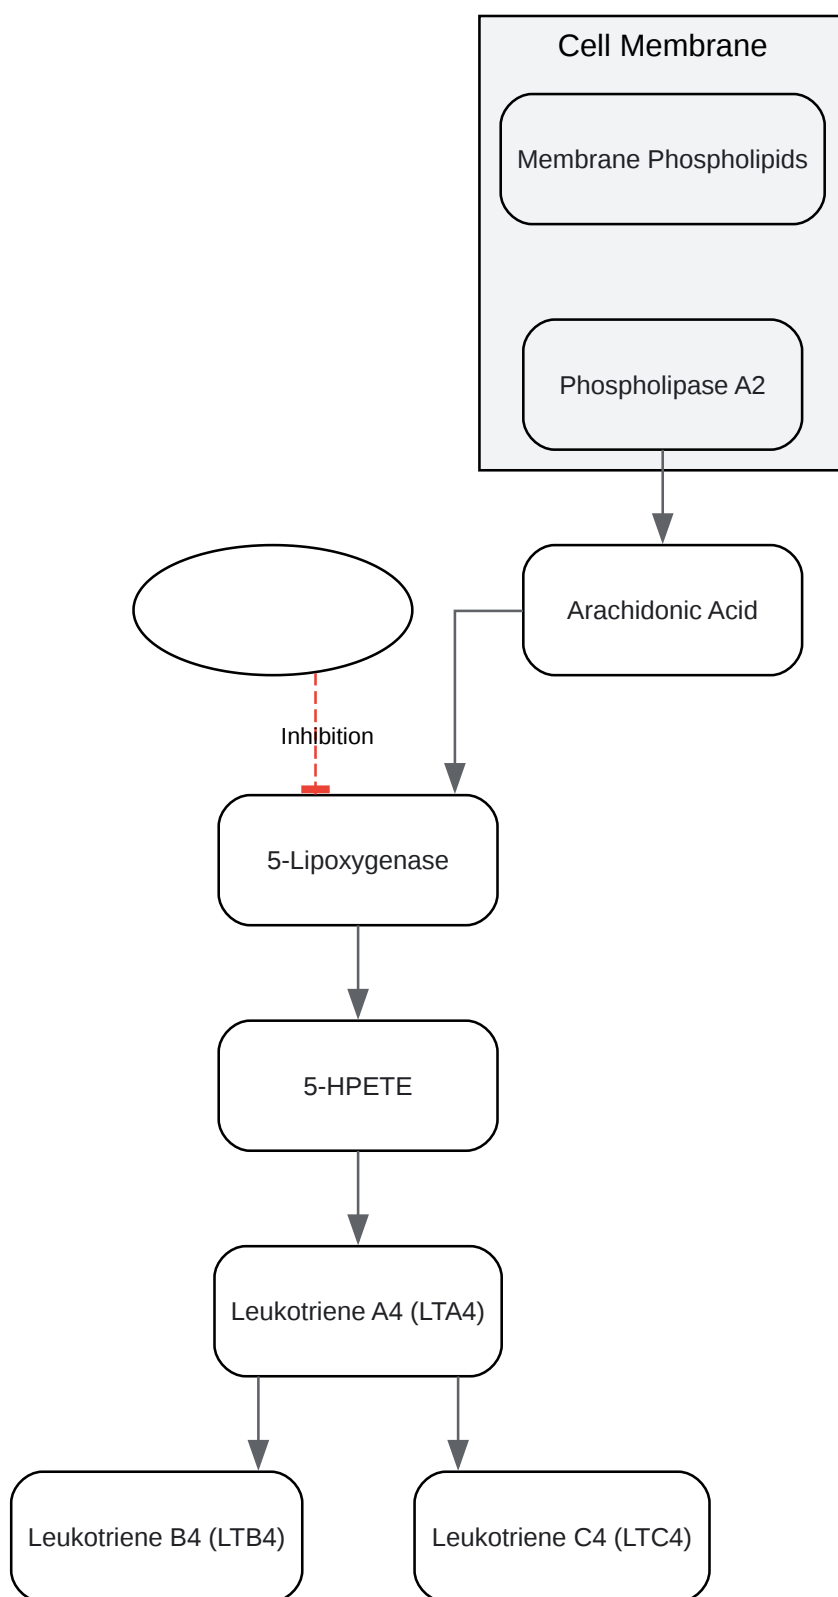 Cell Membrane
Membrane Phospholipids
Phospholipase A2
Arachidonic Acid
Inhibition
5-Lipoxygenase
5-HPETE
Leukotriene A4 (LTA4)
Leukotriene B4 (LTB4)
Leukotriene C4 (LTC4)